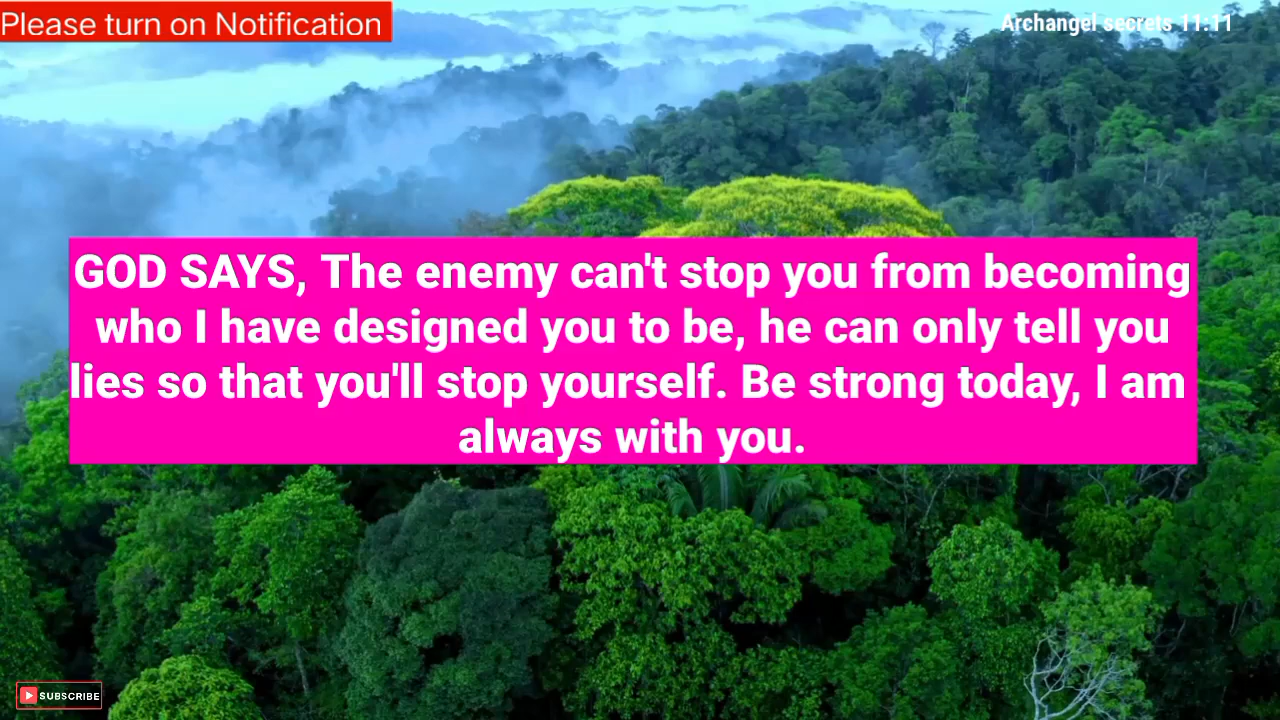 Please turn on Notification
Archangel secrets 11:11
GOD SAYS, The enemy can't stop you from becoming
who I have designed you to be, he can only tell you
lies so that you'll stop yourself. Be strong today, I am
always with you.
SUBSCRIBE